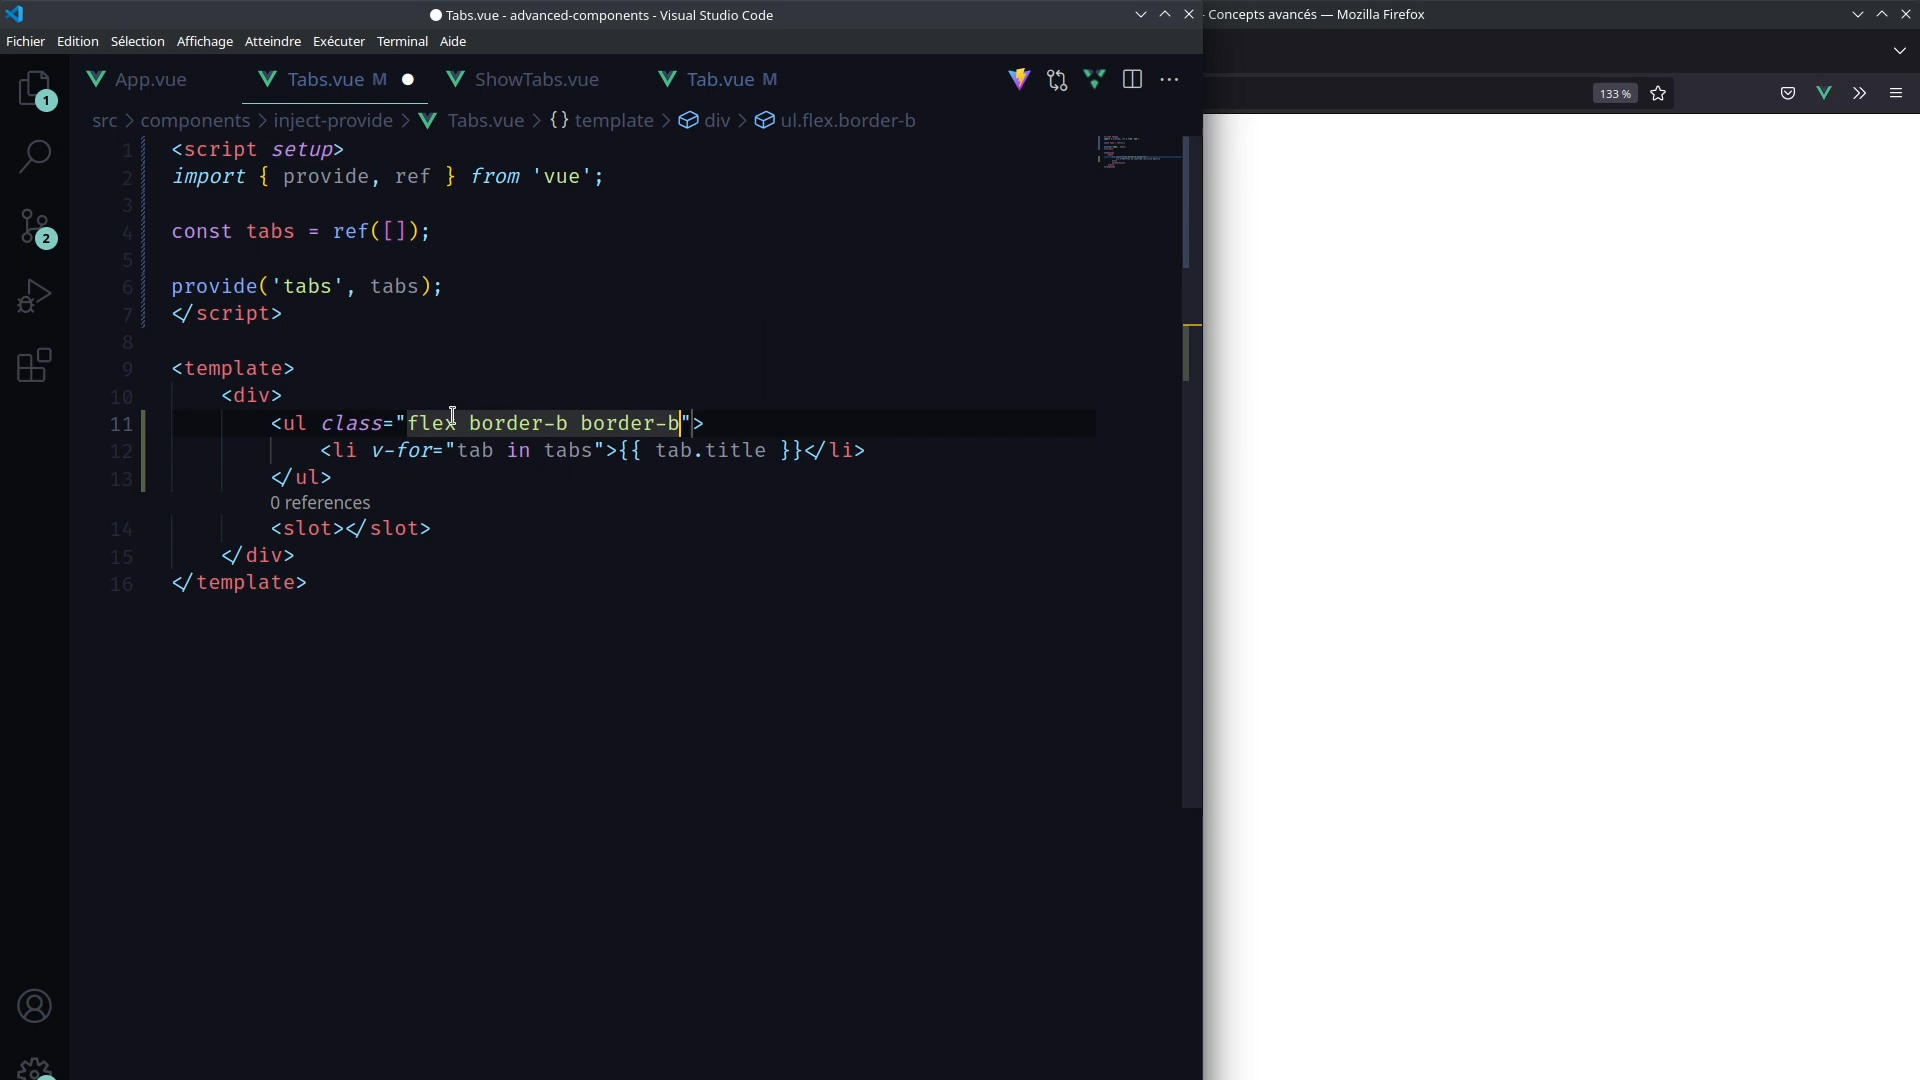 Tabs.vue - advanced-components - Visual Studio Code
Concepts avancés — Mozilla Firefox
Fichier Edition Sélection Affichage Atteindre Exécuter Terminal Aide
App.vue Tabs.vue M ShowTabs.vue Tab.vue M
133 %
src > components > inject-provide > Tabs.vue > {} template > div > ul.flex.border-b
1 <script setup>
2 import { provide, ref } from 'vue';
3
4 const tabs = ref([]);
5
6 provide('tabs', tabs);
7 </script>
8
9 <template>
10 <div>
11 <ul class="flex border-b border-b">
12 <li v-for="tab in tabs">{{ tab.title }}</li>
13 </ul>
0 references
14 <slot></slot>
15 </div>
16 </template>
1
2